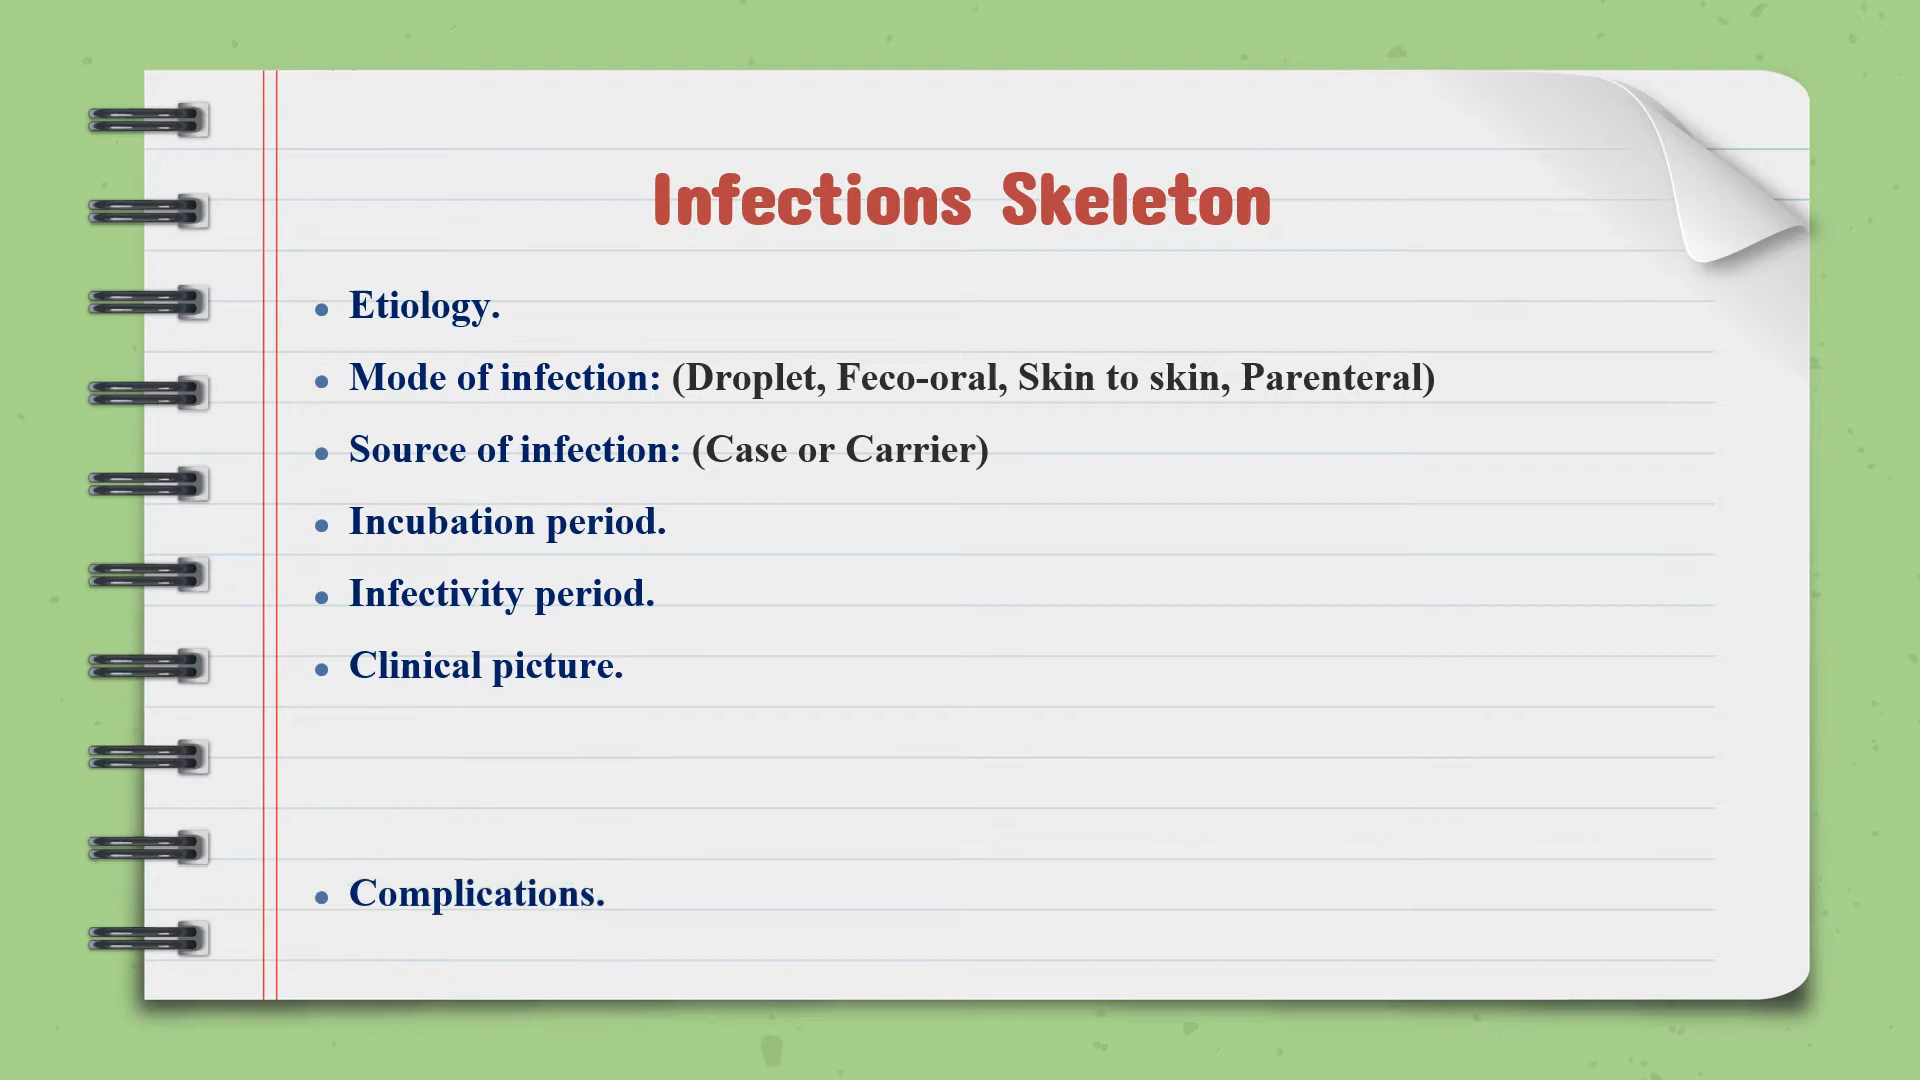 Infections Skeleton
• Etiology.
• Mode of infection: (Droplet, Feco-oral, Skin to skin, Parenteral)
• Source of infection: (Case or Carrier)
• Incubation period.
• Infectivity period.
• Clinical picture.
• Complications.